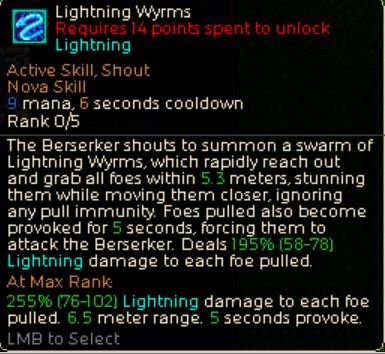 Lightning Wyrms
Requires 14 points spent to unlock
Lightning
Active Skill, Shout
Nova Skill
9 mana, 6 seconds cooldown
Rank 0/5
The Berserker shouts to summon a swarm of
Lightning Wyrms, which rapidly reach out
and grab all foes within 5.3 meters, stunning
them while moving them closer, ignoring
any pull immunity. Foes pulled also become
provoked for 5 seconds, forcing them to
attack the Berserker. Deals 195% (58-78)
Lightning damage to each foe pulled.
At Max Rank
255% (76-102) Lightning damage to each foe
pulled. 6.5 meter range. 5 seconds provoke.
LMB to Select